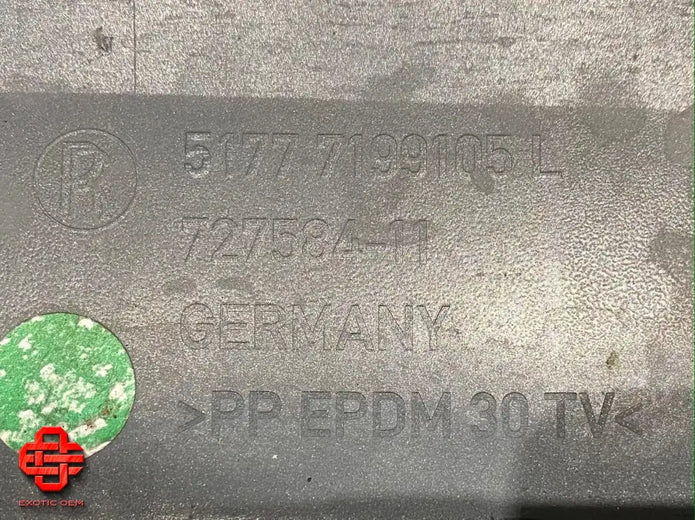 5177 7199105 L
727584-11
GERMANY
>PP EPDM 30 TV<
EXOTIC OEM